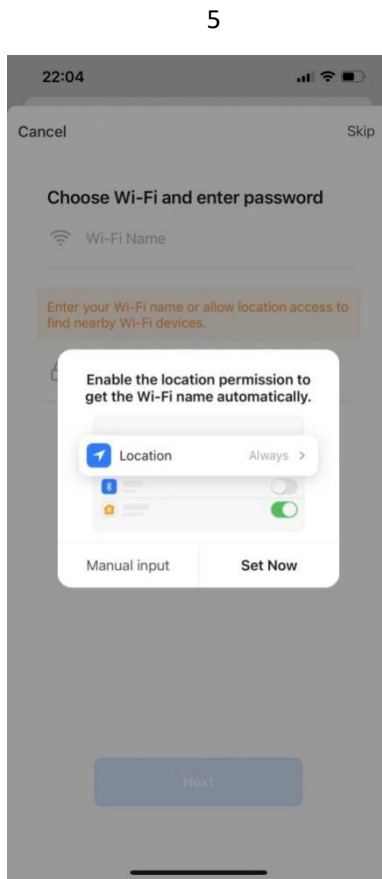 5
22:04
Cancel Skip
Choose Wi-Fi and enter password
Wi-Fi Name
Enter your Wi-Fi name or allow location access to
find nearby Wi-Fi devices.
Enable the location permission to
get the Wi-Fi name automatically.
Location Always >
Manual input Set Now
Next